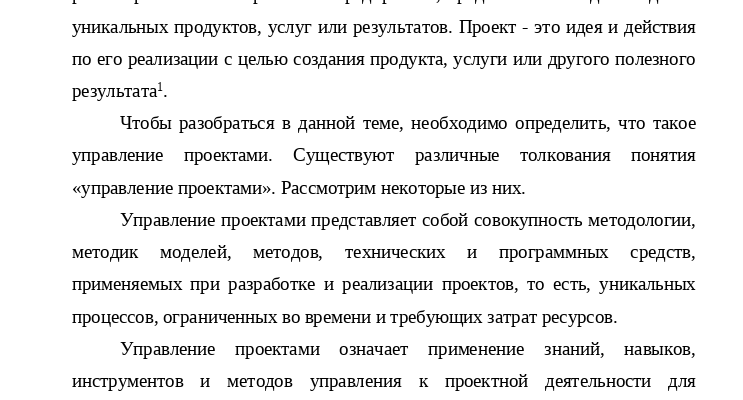 уникальных продуктов, услуг или результатов. Проект - это идея и действия
по его реализации с целью создания продукта, услуги или другого полезного
результата¹.
Чтобы разобраться в данной теме, необходимо определить, что такое
управление проектами. Существуют различные толкования понятия
«управление проектами». Рассмотрим некоторые из них.
Управление проектами представляет собой совокупность методологии,
методик моделей, методов, технических и программных средств,
применяемых при разработке и реализации проектов, то есть, уникальных
процессов, ограниченных во времени и требующих затрат ресурсов.
Управление проектами означает применение знаний, навыков,
инструментов и методов управления к проектной деятельности для